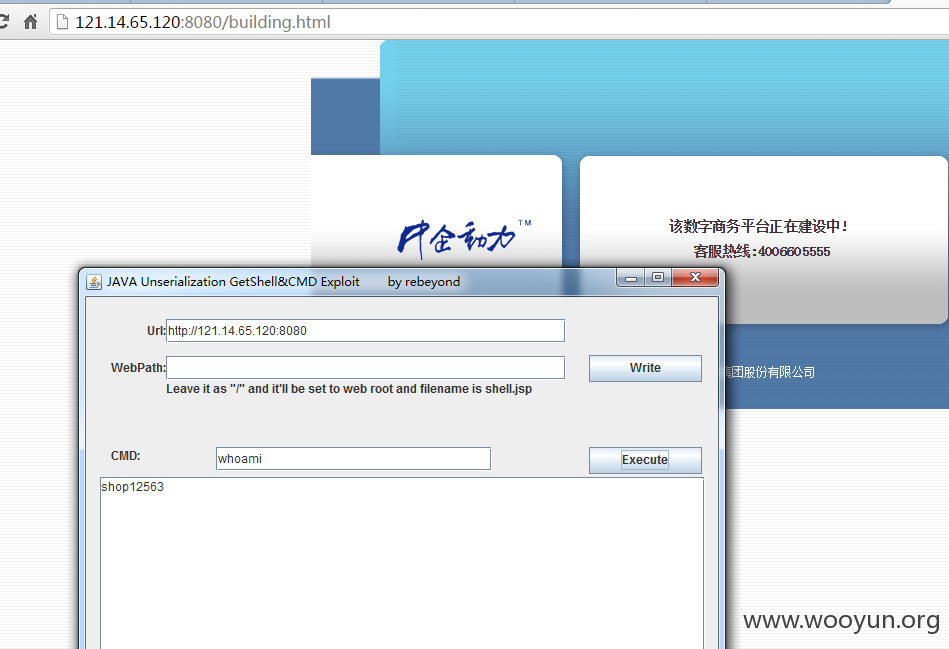 121.14.65.120:8080/building.html
中企动力™
该数字商务平台正在建设中!
客服热线:4006605555
JAVA Unserialization GetShell&CMD Exploit by rebeyond
Url:http://121.14.65.120:8080
WebPath:
Write
Leave it as "/" and it'll be set to web root and filename is shell.jsp
集团股份有限公司
CMD: whoami Execute
shop12563
www.wooyun.org